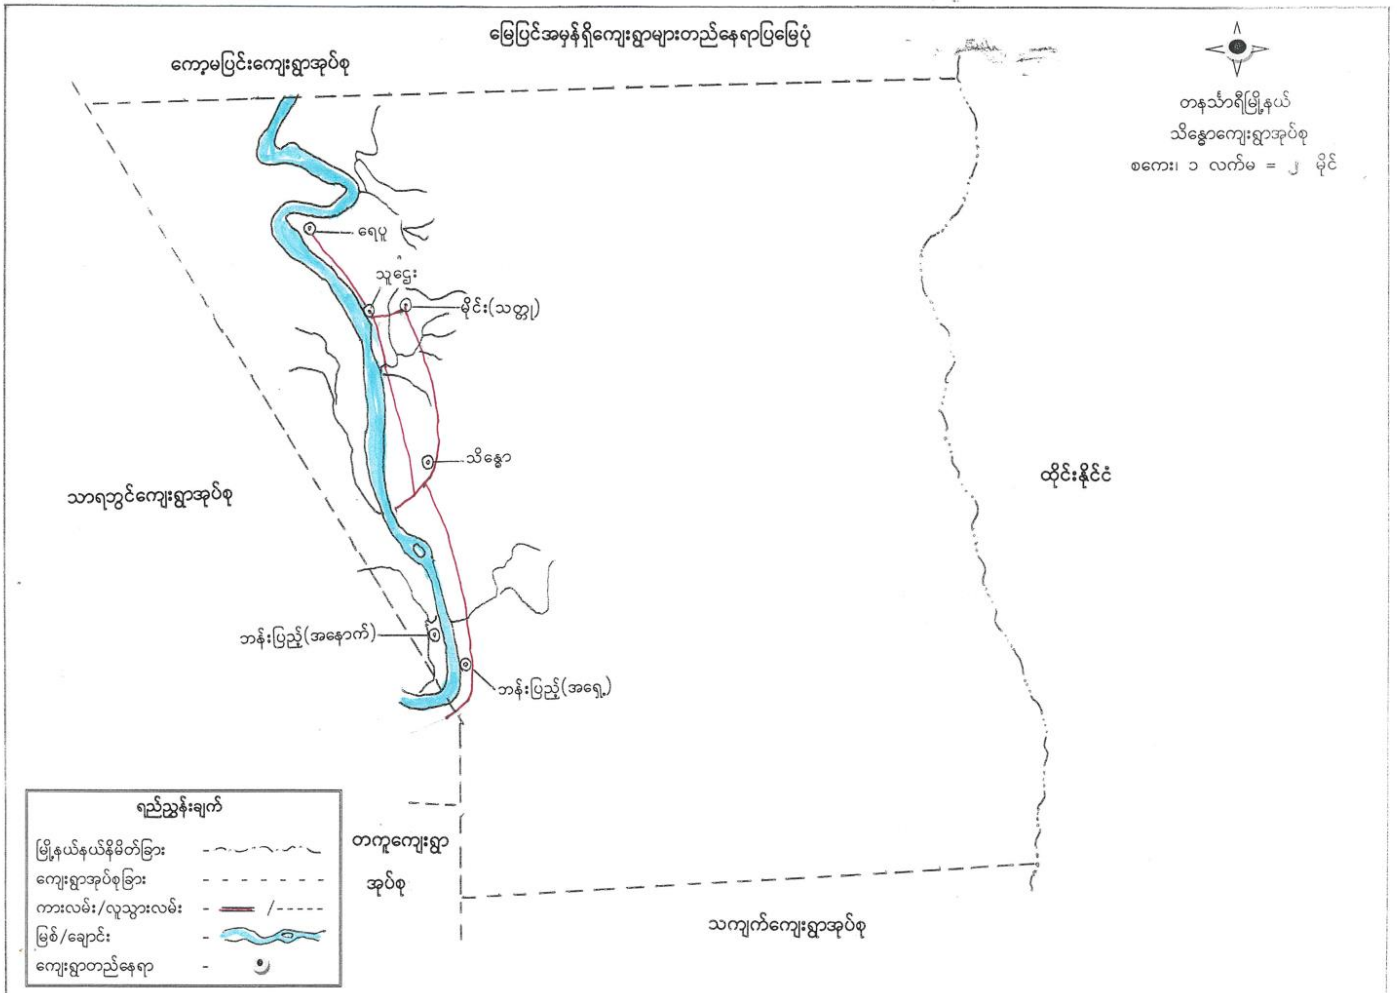 မြေပြင်အမှန်ရှိကျေးရွာများတည်နေရာပြမြေပုံ
ကော့မပြင်းကျေးရွာအုပ်စု
တနင်္သာရီမြို့နယ်
သိန္ဓောကျေးရွာအုပ်စု
စကေး၊ ၁ လက်မ = ၂ မိုင်
ရေပူ
သူဌေး
မိုင်း(သတ္တု)
သိန္ဓော
ထိုင်းနိုင်ငံ
သာရဘွင်ကျေးရွာအုပ်စု
ဘန်းပြည့်(အနောက်)
ဘန်းပြည့်(အရှေ့)
ရည်ညွှန်းချက်
မြို့နယ်နယ်နိမိတ်ခြား -
ကျေးရွာအုပ်စုခြား -
ကားလမ်း/လူသွားလမ်း - /
မြစ်/ချောင်း -
ကျေးရွာတည်နေရာ -
တကူကျေးရွာ
အုပ်စု
သကျက်ကျေးရွာအုပ်စု